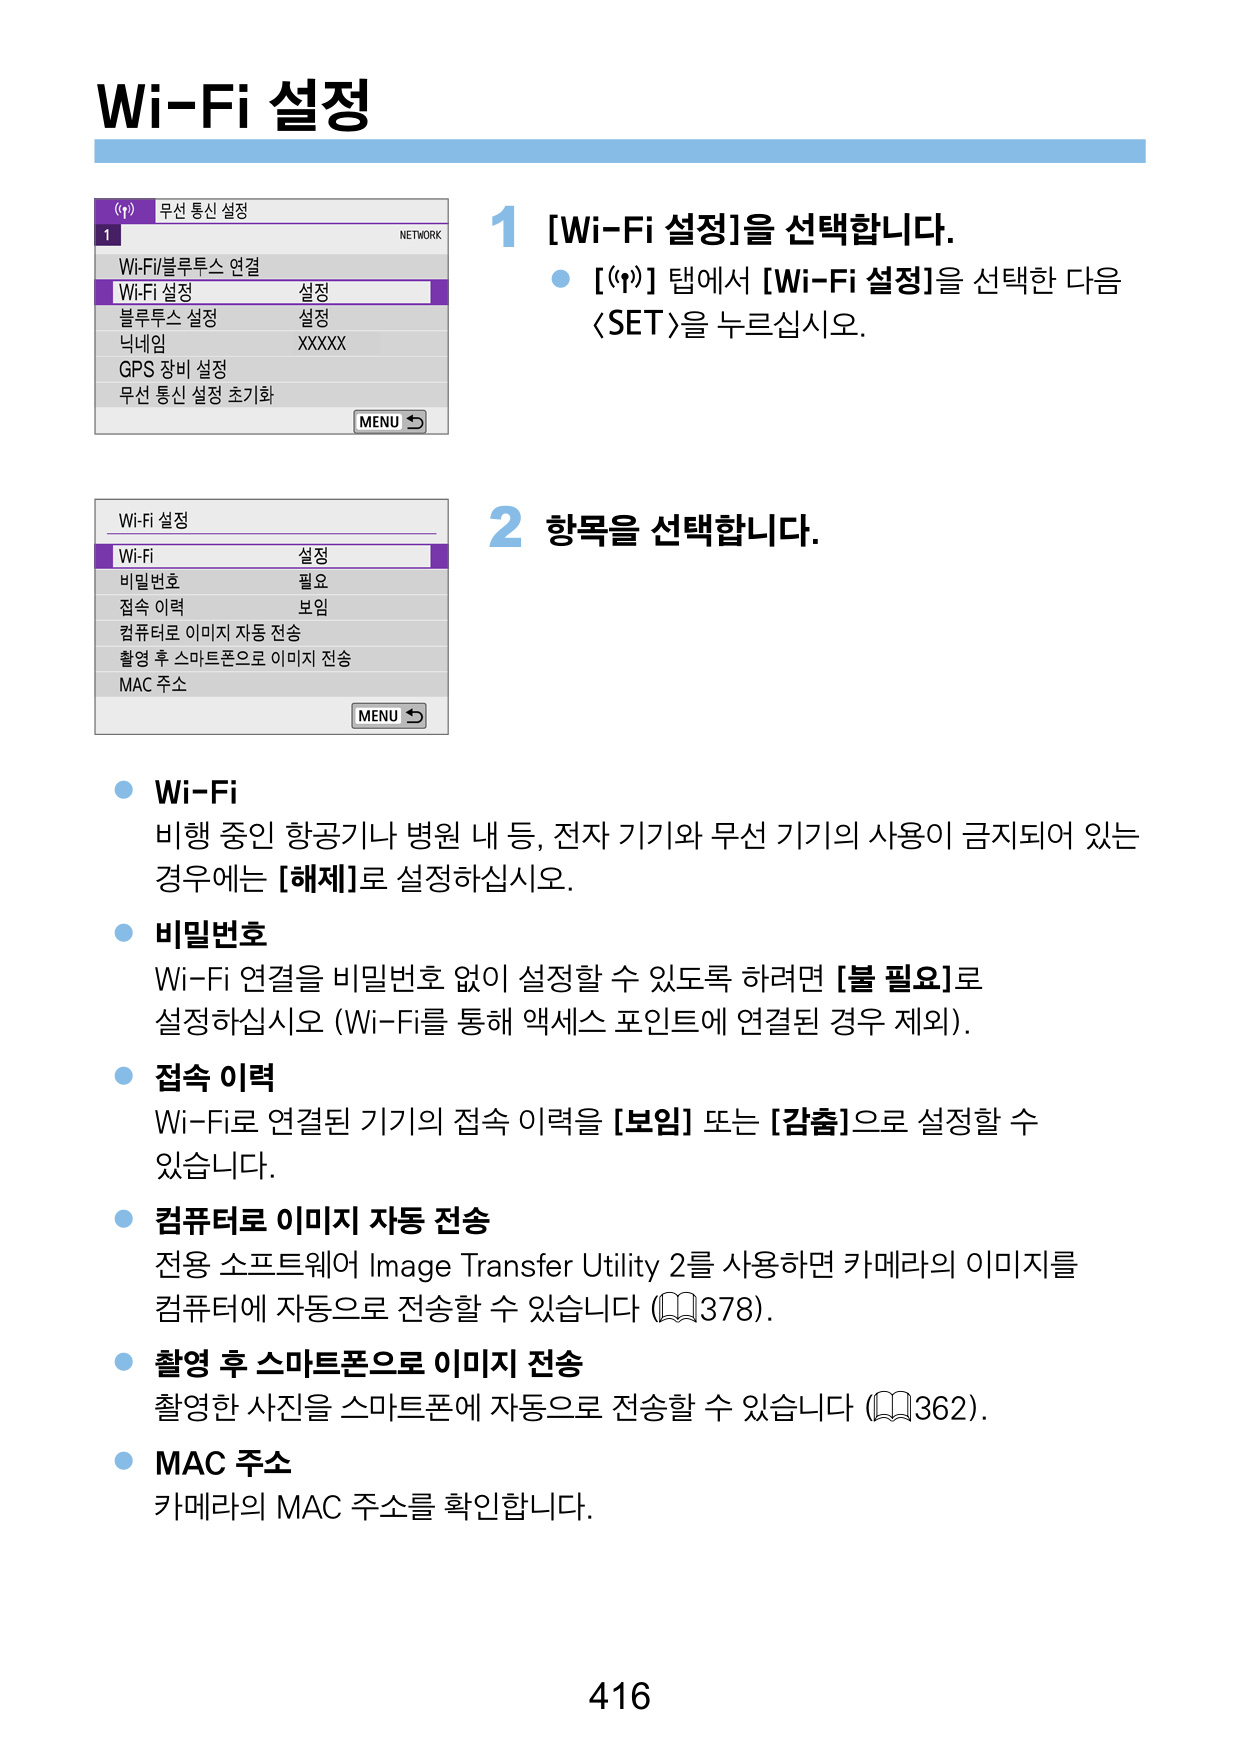 Wi-Fi 설정
무선 통신 설정
1
NETWORK
Wi-Fi/블루투스 연결
Wi-Fi 설정 설정
블루투스 설정 설정
닉네임 XXXXX
GPS 장비 설정
무선 통신 설정 초기화
MENU
1 [Wi-Fi 설정]을 선택합니다.
● [] 탭에서 [Wi-Fi 설정]을 선택한 다음
<SET>을 누르십시오.
Wi-Fi 설정
Wi-Fi 설정
비밀번호 필요
접속 이력 보임
컴퓨터로 이미지 자동 전송
촬영 후 스마트폰으로 이미지 전송
MAC 주소
MENU
2 항목을 선택합니다.
● Wi-Fi
비행 중인 항공기나 병원 내 등, 전자 기기와 무선 기기의 사용이 금지되어 있는
경우에는 [해제]로 설정하십시오.
● 비밀번호
Wi-Fi 연결을 비밀번호 없이 설정할 수 있도록 하려면 [불 필요]로
설정하십시오 (Wi-Fi를 통해 액세스 포인트에 연결된 경우 제외).
● 접속 이력
Wi-Fi로 연결된 기기의 접속 이력을 [보임] 또는 [감춤]으로 설정할 수
있습니다.
● 컴퓨터로 이미지 자동 전송
전용 소프트웨어 Image Transfer Utility 2를 사용하면 카메라의 이미지를
컴퓨터에 자동으로 전송할 수 있습니다 (378).
● 촬영 후 스마트폰으로 이미지 전송
촬영한 사진을 스마트폰에 자동으로 전송할 수 있습니다 (362).
● MAC 주소
카메라의 MAC 주소를 확인합니다.
416